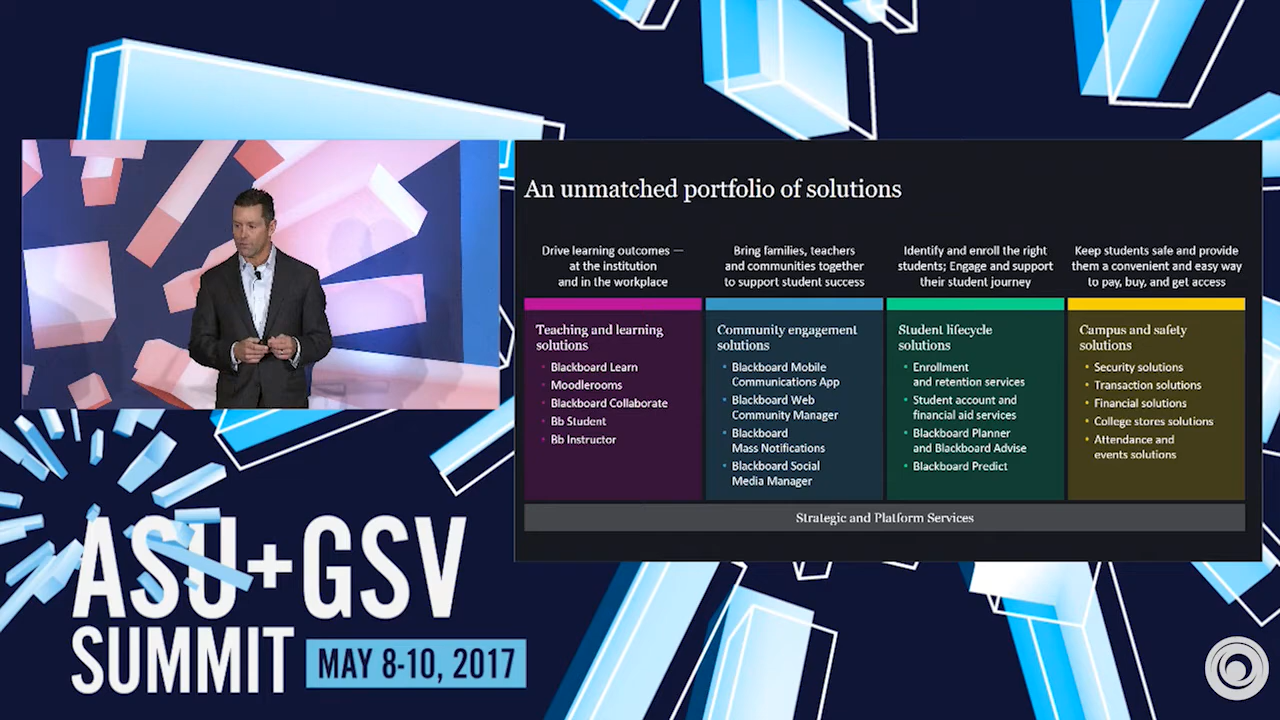 An unmatched portfolio of solutions
Drive learning outcomes —
at the institution
and in the workplace
Bring families, teachers
and communities together
to support student success
Identify and enroll the right
students; Engage and support
their student journey
Keep students safe and provide
them a convenient and easy way
to pay, buy, and get access
Teaching and learning
solutions
• Blackboard Learn
• Moodlerooms
• Blackboard Collaborate
• Bb Student
• Bb Instructor
Community engagement
solutions
• Blackboard Mobile
Communications App
• Blackboard Web
Community Manager
• Blackboard
Mass Notifications
• Blackboard Social
Media Manager
Student lifecycle
solutions
• Enrollment
and retention services
• Student account and
financial aid services
• Blackboard Planner
and Blackboard Advise
• Blackboard Predict
Campus and safety
solutions
• Security solutions
• Transaction solutions
• Financial solutions
• College stores solutions
• Attendance and
events solutions
Strategic and Platform Services
ASU+GSV
SUMMIT
MAY 8-10, 2017